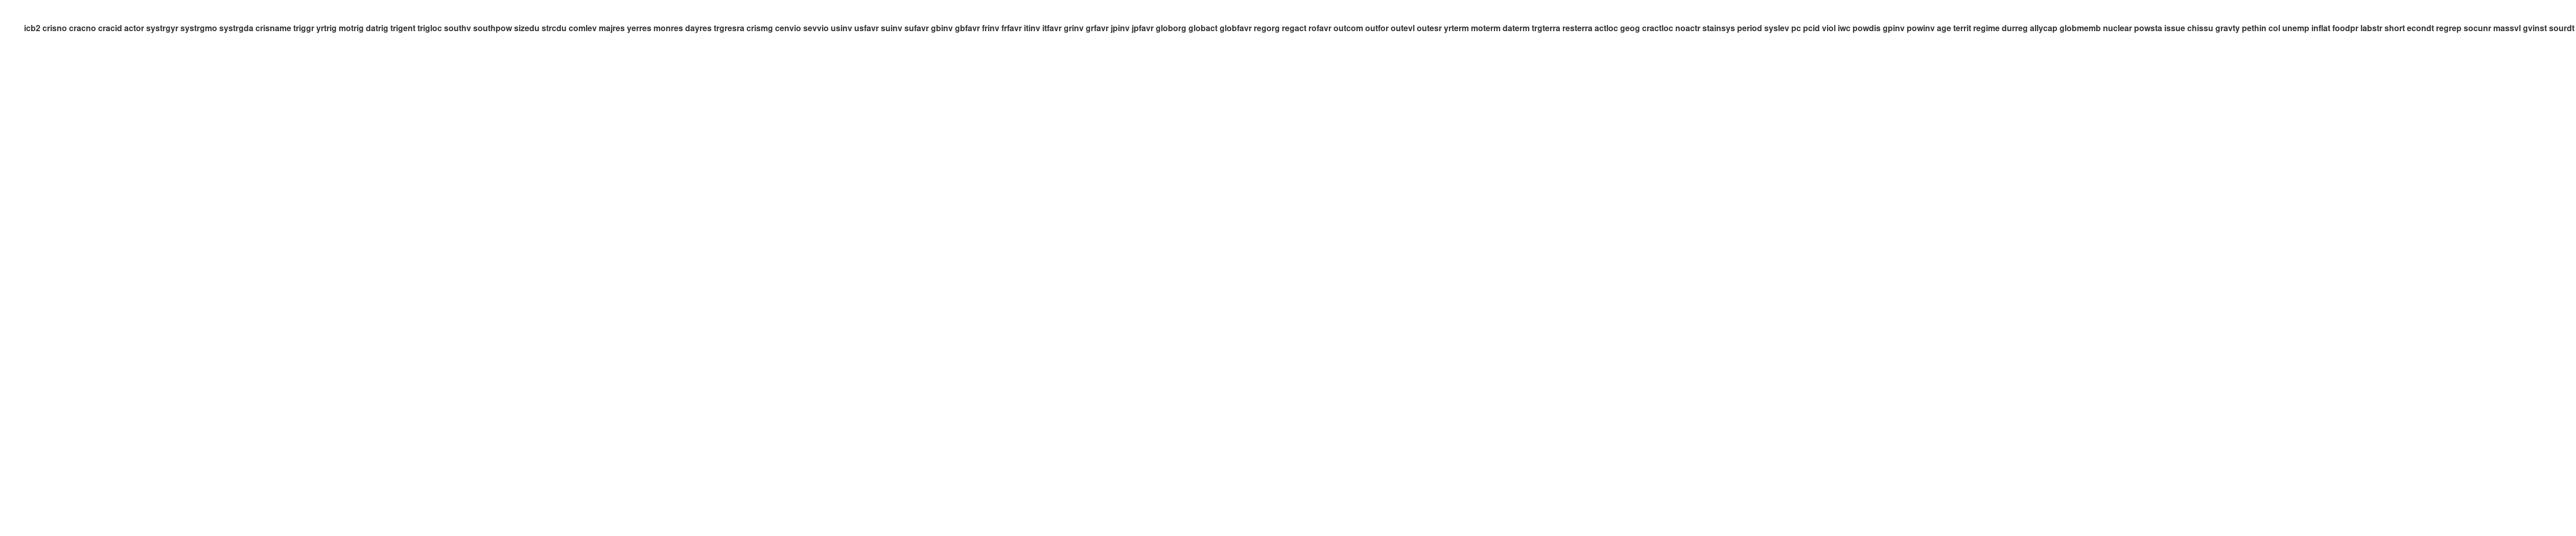 icb2 crisno cracno cracid actor systrgyr systrgmo systrgda crisname triggr yrtrig motrig datrig trigent trigloc southv southpow sizedu strcdu comlev majres yerres monres dayres trgresra crismg cenvio sevvio usinv usfavr suinv sufavr gbinv gbfavr frinv frfavr itinv itfavr grinv grfavr jpinv jpfavr globorg globact globfavr regorg regact rofavr outcom outfor outevl outesr yrterm moterm daterm trgterra resterra actloc geog cractloc noactr stainsys period syslev pc pcid viol iwc powdis gpinv powinv age territ regime durreg allycap globmemb nuclear powsta issue chissu gravty pethin col unemp inflat foodpr labstr short econdt regrep socunr massvl gvinst sourdt